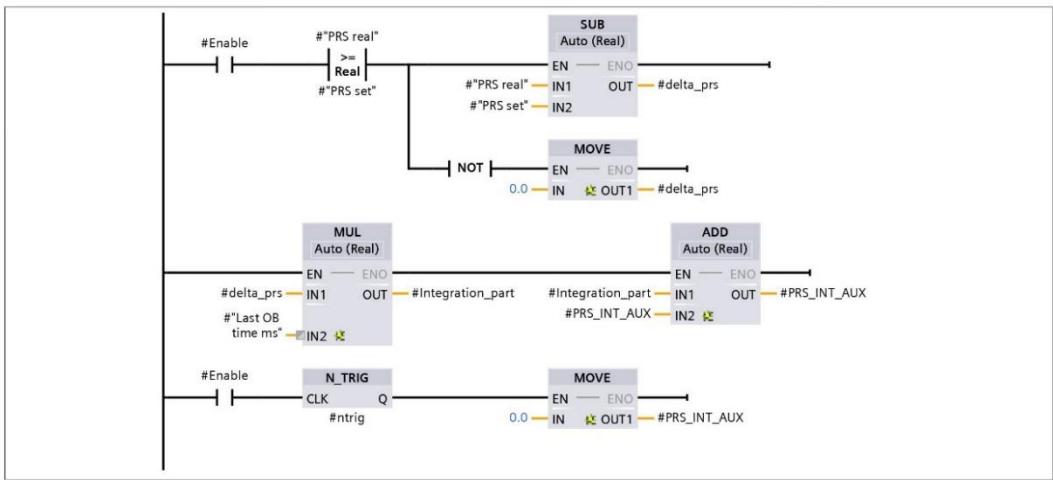 SUB
Auto (Real)
#Enable
#"PRS real"
>=
Real
#"PRS set"
EN ENO
#"PRS real" IN1 OUT #delta_prs
#"PRS set" IN2
NOT
MOVE
EN ENO
0.0 IN OUT1 #delta_prs
MUL
Auto (Real)
EN ENO
#delta_prs IN1 OUT #Integration_part
#"Last OB
time ms" IN2
ADD
Auto (Real)
EN ENO
#Integration_part IN1 OUT #PRS_INT_AUX
#PRS_INT_AUX IN2
#Enable
N_TRIG
CLK Q
#ntrig
MOVE
EN ENO
0.0 IN OUT1 #PRS_INT_AUX